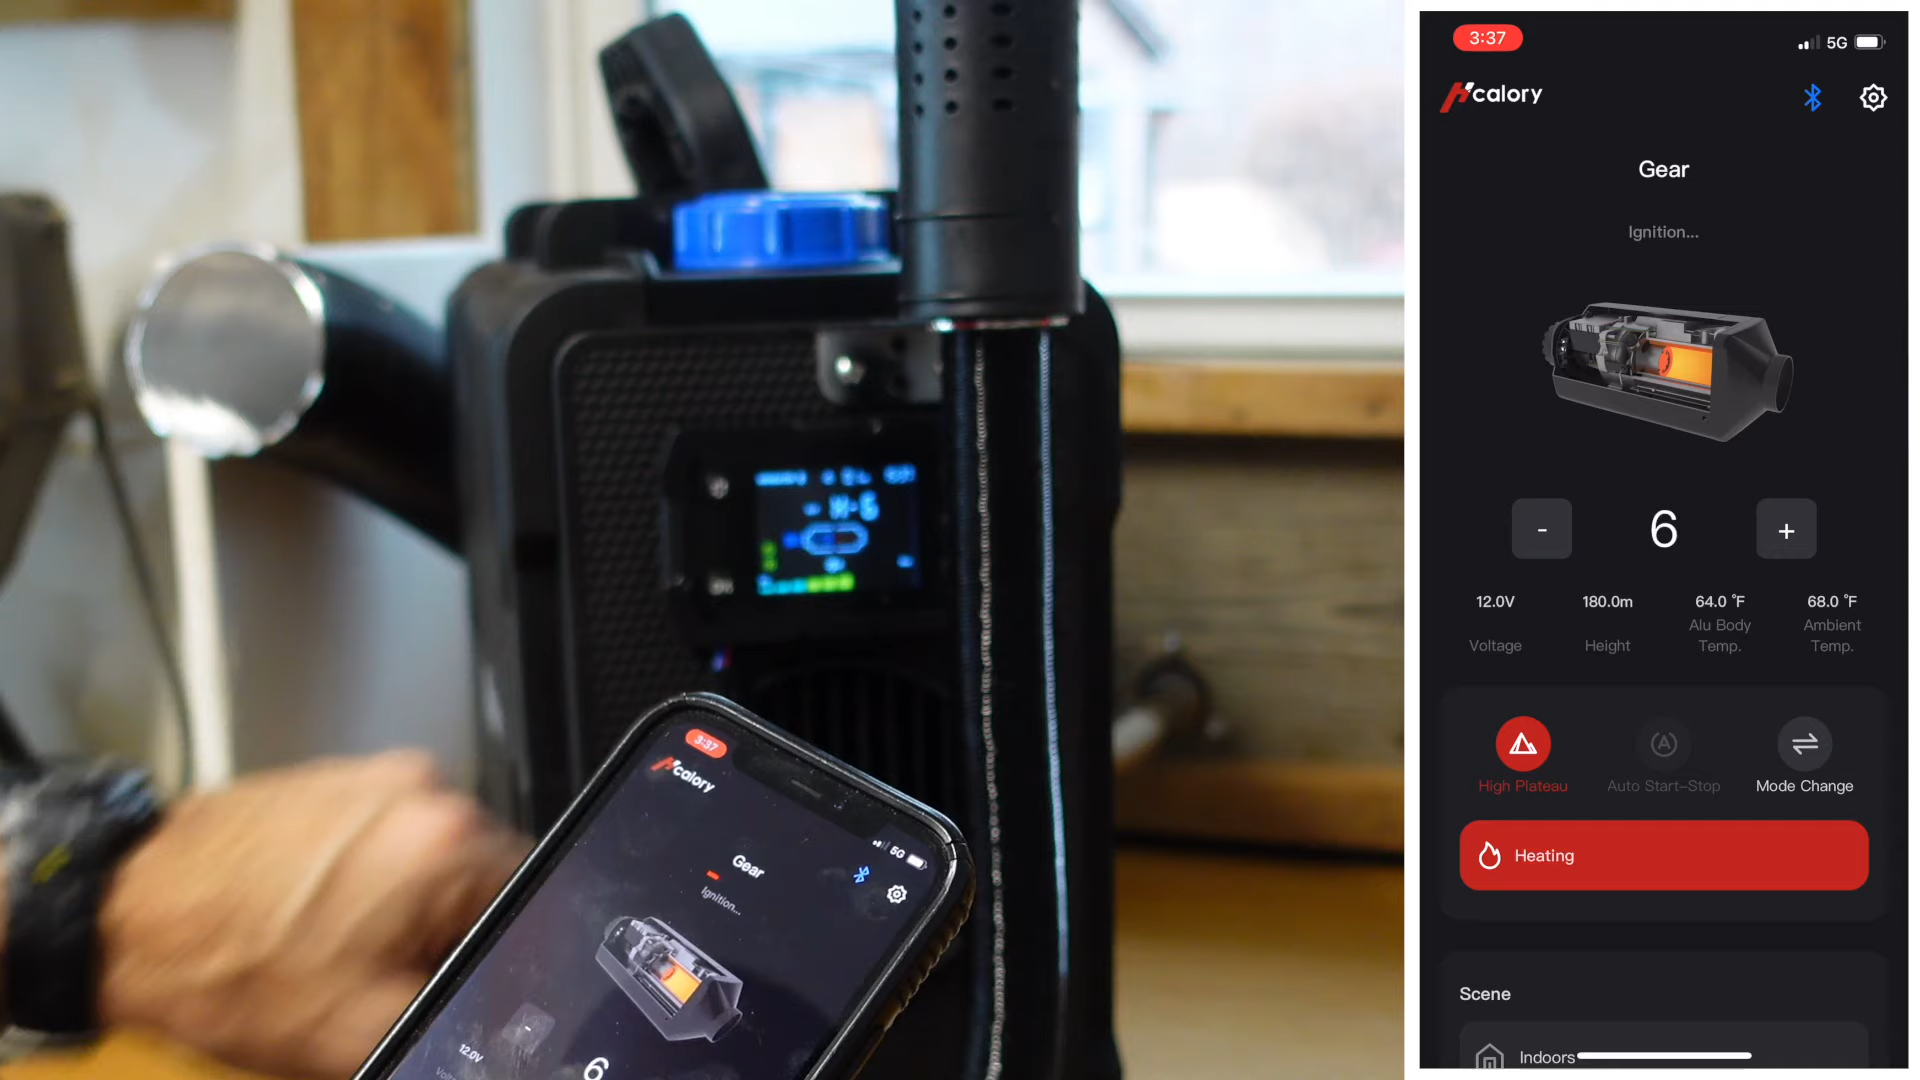 3:37
calory
5G
Gear
Ignition...
12.0V
6
3:37
5G
calory
Gear
Ignition...
-
6
+
12.0V
180.0m
64.0 °F
68.0 °F
Voltage
Height
Alu Body
Temp.
Ambient
Temp.
High Plateau
Auto Start-Stop
Mode Change
Heating
Scene
Indoors